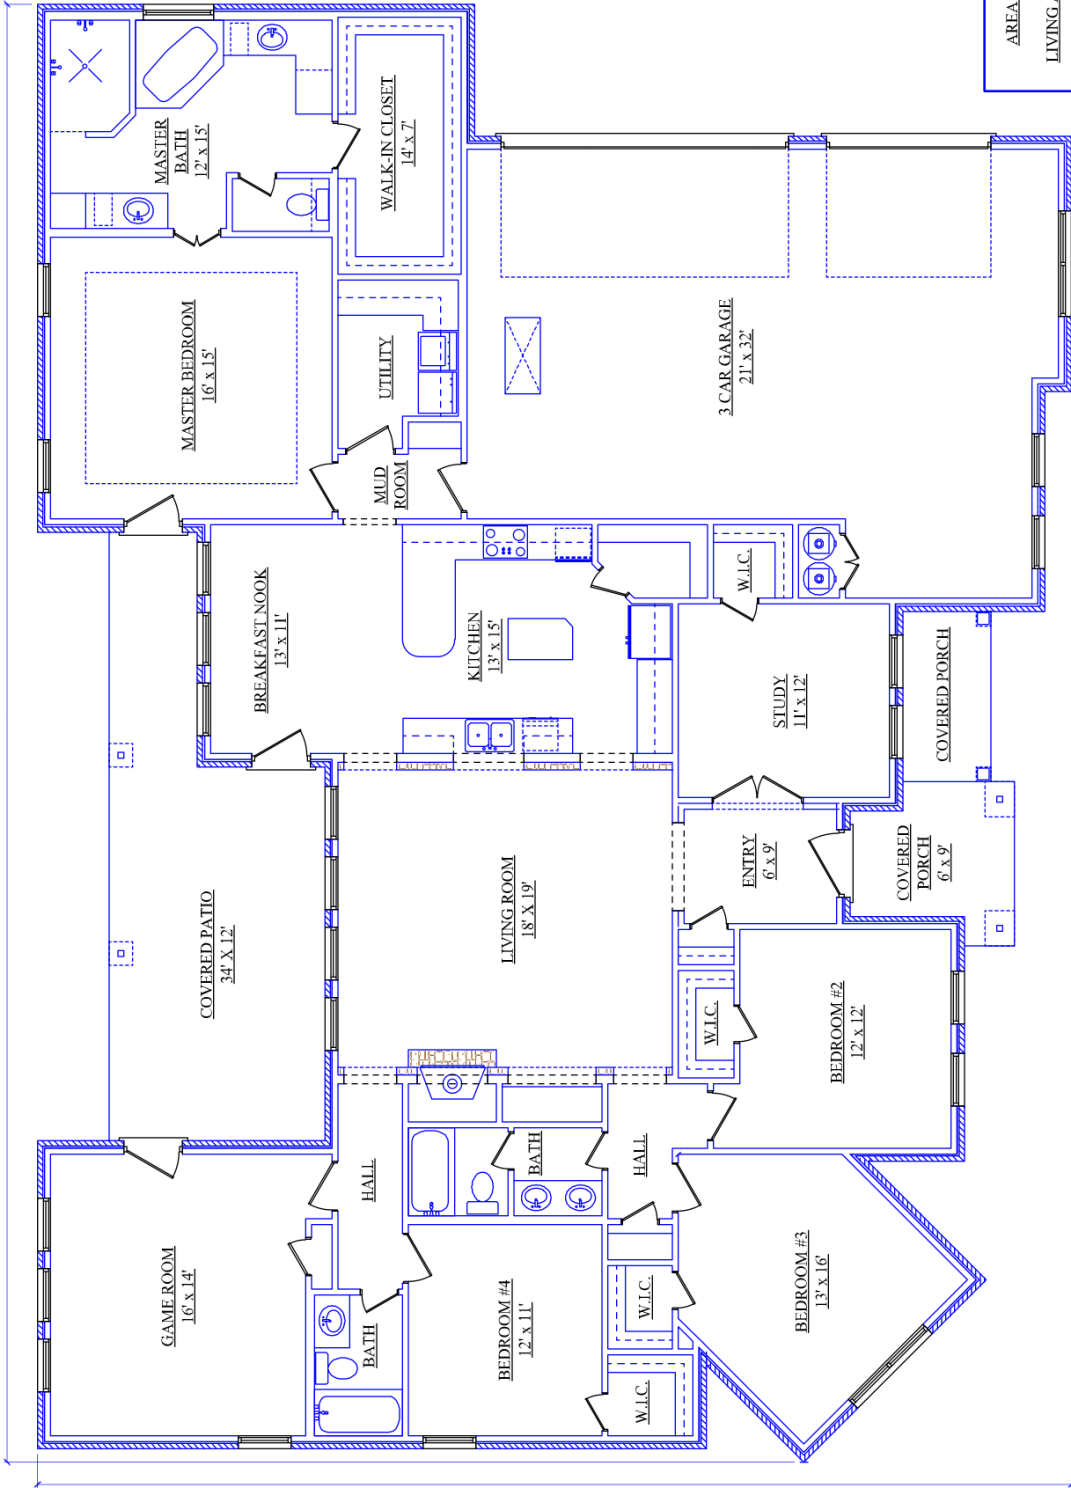 AREA
LIVING
MASTER
BATH
12' x 15'
WALK-IN CLOSET
14' x 7'
MASTER BEDROOM
16' x 15'
UTILITY
3 CAR GARAGE
21' x 32'
MUD
ROOM
BREAKFAST NOOK
13' x 11'
KITCHEN
13' x 15'
W.I.C.
STUDY
11' x 12'
COVERED PORCH
COVERED PATIO
34' X 12'
LIVING ROOM
18' X 19'
ENTRY
6' x 9'
COVERED
PORCH
6' x 9'
W.I.C.
BEDROOM #2
12' x 12'
HALL
BATH
HALL
GAME ROOM
16' x 14'
BATH
BEDROOM #4
12' x 11'
W.I.C.
W.I.C.
BEDROOM #3
13' x 16'